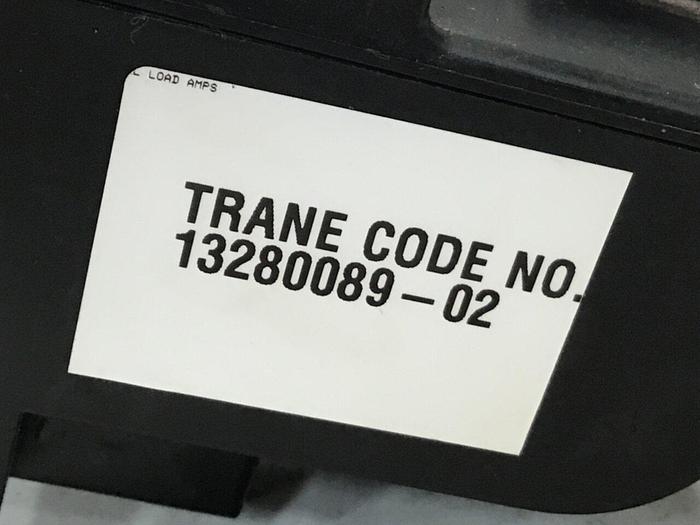 LOAD AMPS
TRANE CODE NO.
13280089-02